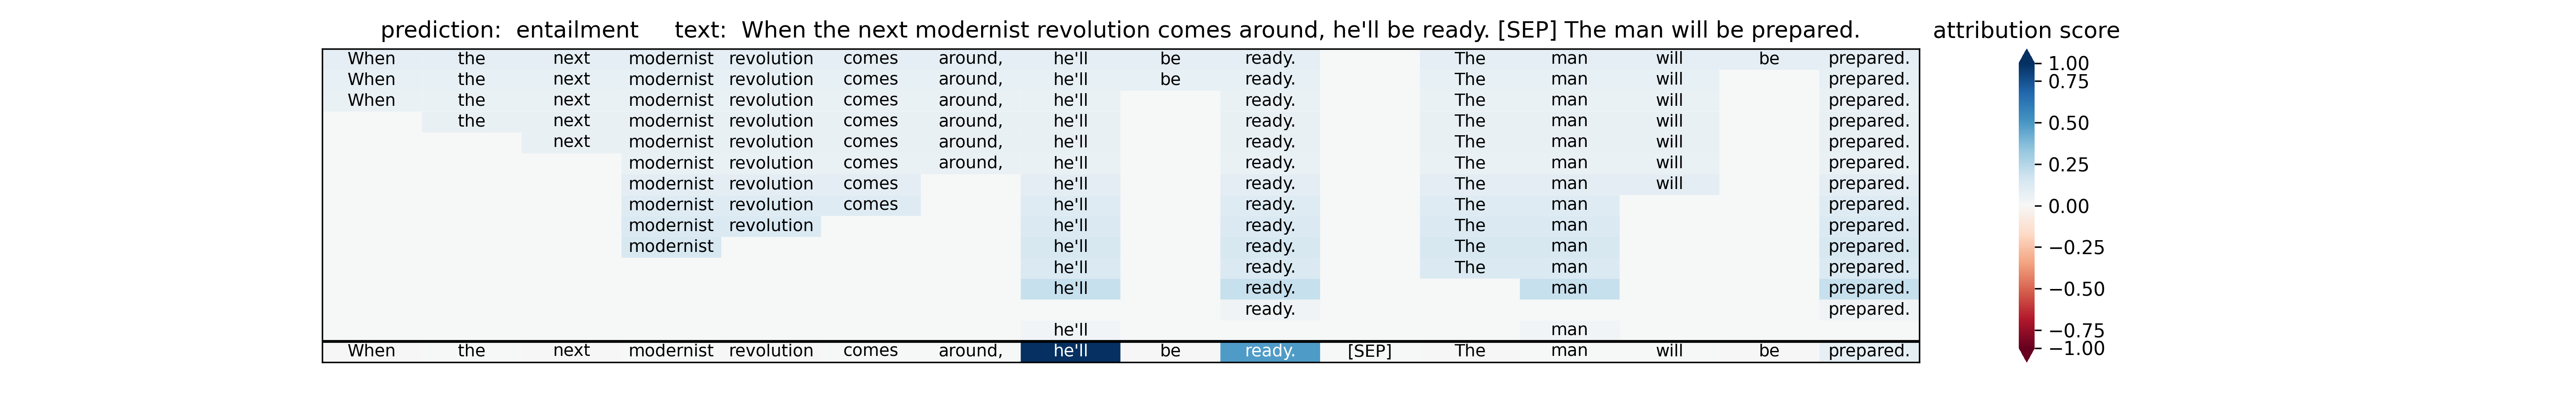 prediction: entailment text: When the next modernist revolution comes around, he'll be ready. [SEP] The man will be prepared. attribution score
When the next modernist revolution comes around, he'll be ready. The man will be prepared.
When the next modernist revolution comes around, he'll be ready. The man will prepared.
When the next modernist revolution comes around, he'll ready. The man will prepared.
the next modernist revolution comes around, he'll ready. The man will prepared.
next modernist revolution comes around, he'll ready. The man will prepared.
modernist revolution comes around, he'll ready. The man will prepared.
modernist revolution comes he'll ready. The man will prepared.
modernist revolution comes he'll ready. The man prepared.
modernist revolution he'll ready. The man prepared.
modernist he'll ready. The man prepared.
he'll ready. The man prepared.
he'll ready. man prepared.
ready. prepared.
he'll man
When the next modernist revolution comes around, he'll be ready. [SEP] The man will be prepared.
1.00
0.75
0.50
0.25
0.00
−0.25
−0.50
−0.75
−1.00